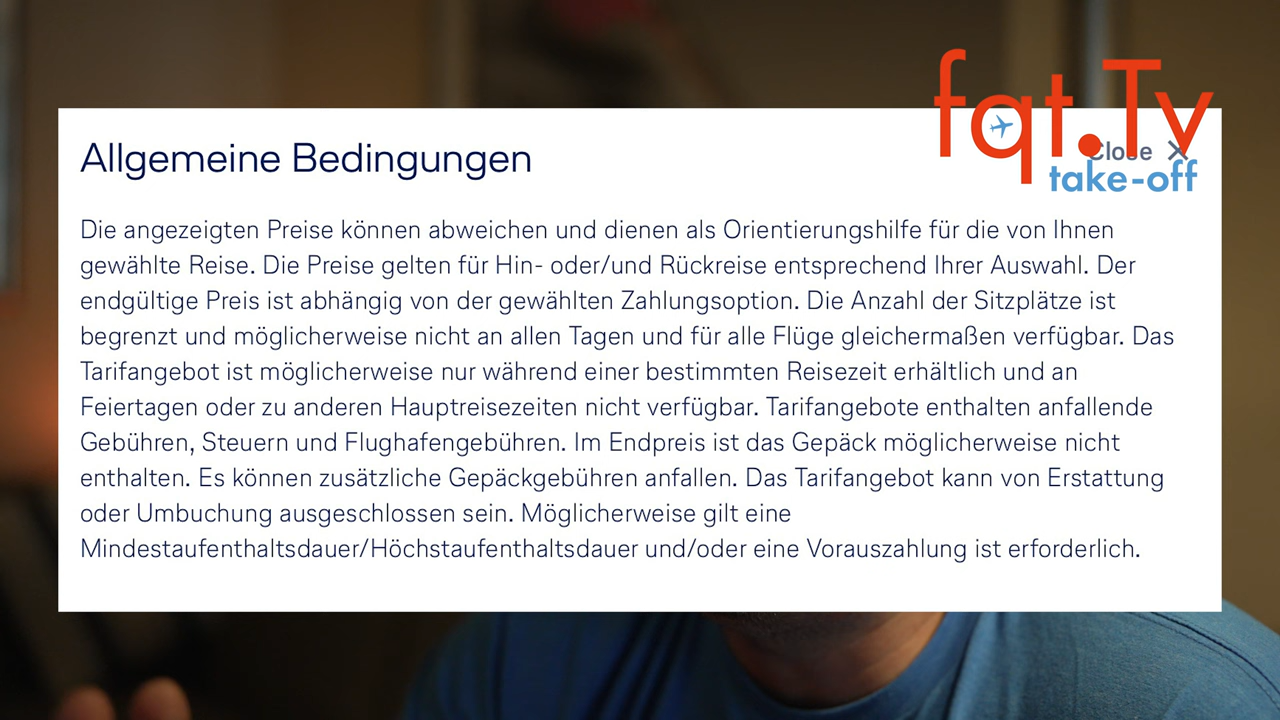 fqt.Tv
take-off
Close
Allgemeine Bedingungen
Die angezeigten Preise können abweichen und dienen als Orientierungshilfe für die von Ihnen
gewählte Reise. Die Preise gelten für Hin- oder/und Rückreise entsprechend Ihrer Auswahl. Der
endgültige Preis ist abhängig von der gewählten Zahlungsoption. Die Anzahl der Sitzplätze ist
begrenzt und möglicherweise nicht an allen Tagen und für alle Flüge gleichermaßen verfügbar. Das
Tarifangebot ist möglicherweise nur während einer bestimmten Reisezeit erhältlich und an
Feiertagen oder zu anderen Hauptreisezeiten nicht verfügbar. Tarifangebote enthalten anfallende
Gebühren, Steuern und Flughafengebühren. Im Endpreis ist das Gepäck möglicherweise nicht
enthalten. Es können zusätzliche Gepäckgebühren anfallen. Das Tarifangebot kann von Erstattung
oder Umbuchung ausgeschlossen sein. Möglicherweise gilt eine
Mindestaufenthaltsdauer/Höchstaufenthaltsdauer und/oder eine Vorauszahlung ist erforderlich.